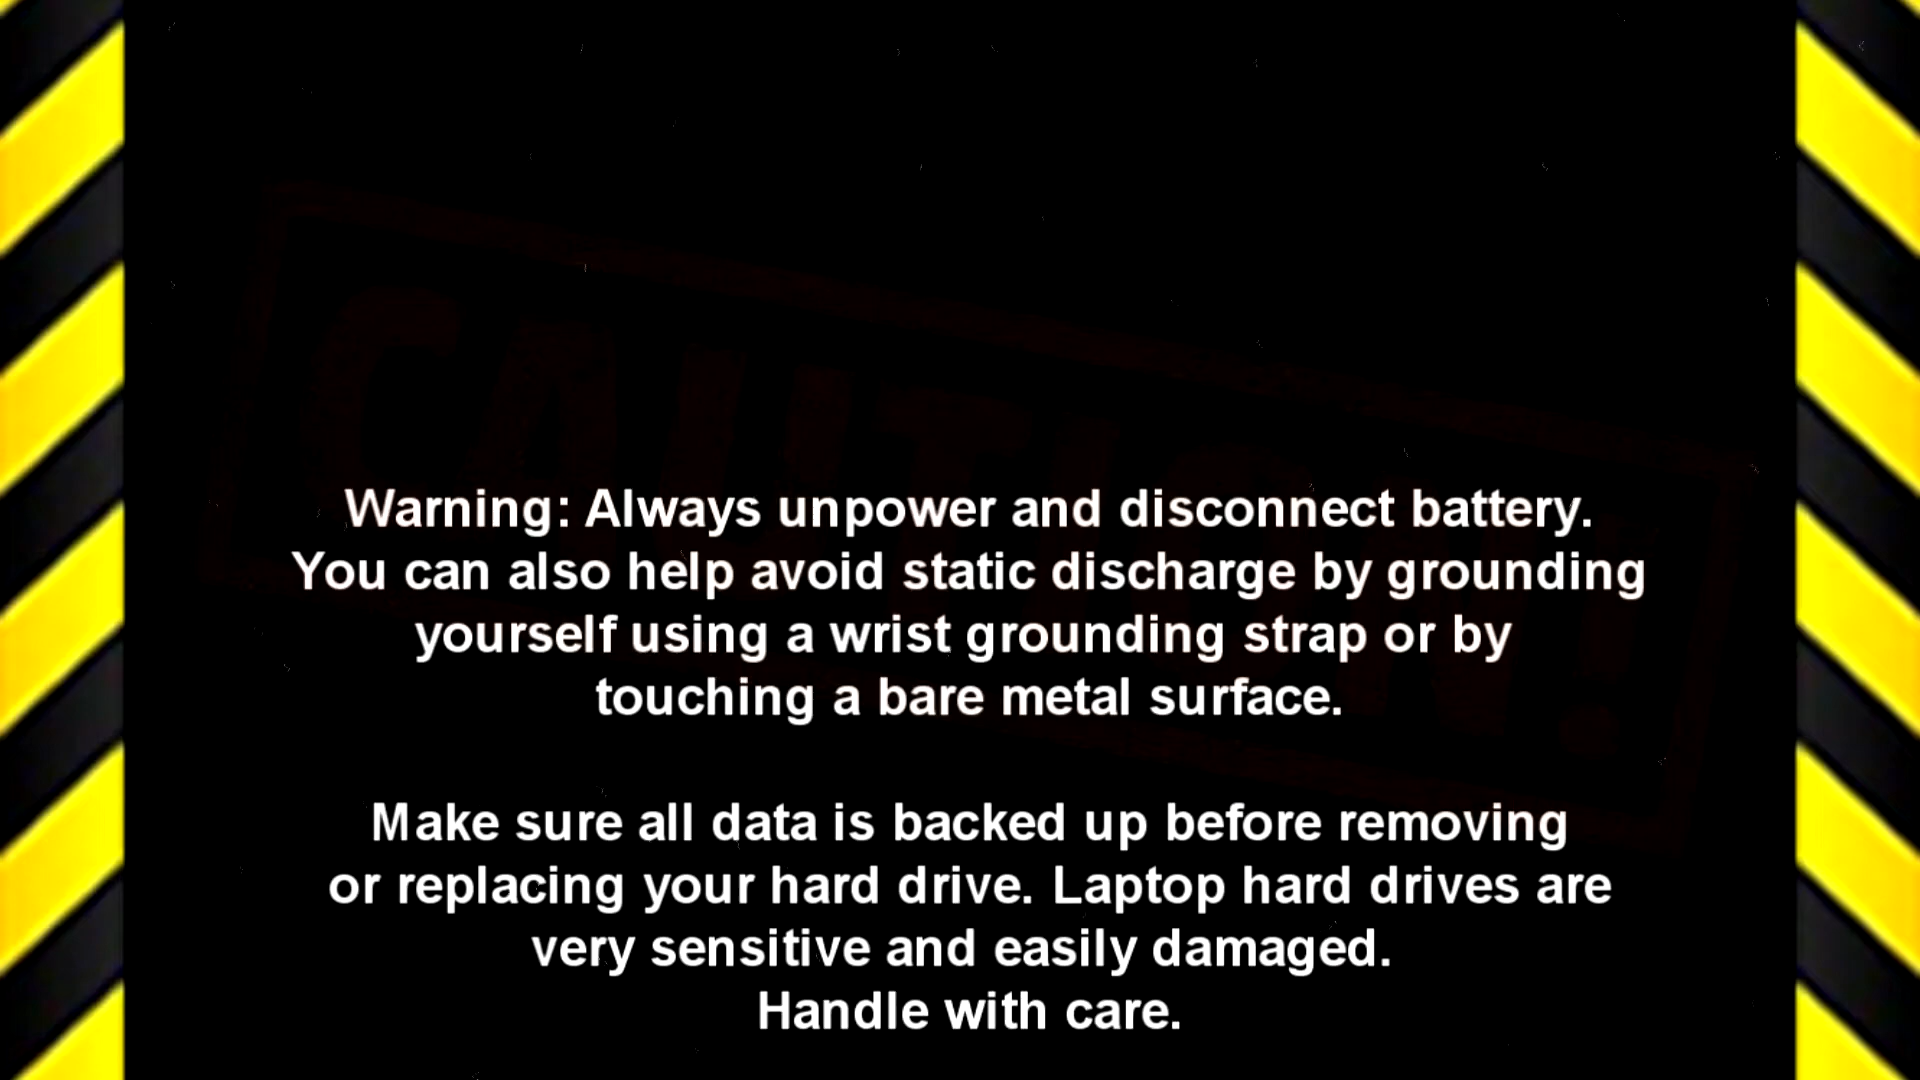 CAUTION!
Warning: Always unpower and disconnect battery.
You can also help avoid static discharge by grounding
yourself using a wrist grounding strap or by
touching a bare metal surface.
Make sure all data is backed up before removing
or replacing your hard drive. Laptop hard drives are
very sensitive and easily damaged.
Handle with care.